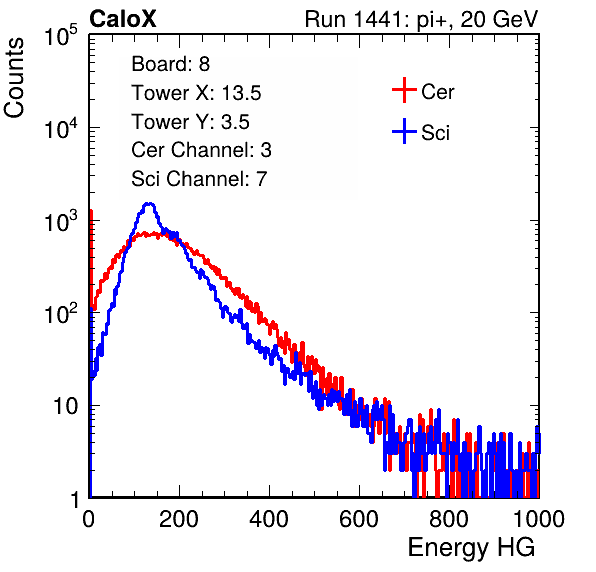 CaloX Run 1441: pi+, 20 GeV
Counts
Board: 8
Tower X: 13.5
Tower Y: 3.5
Cer Channel: 3
Sci Channel: 7
Cer
Sci
10^5
10^4
10^3
10^2
10
1
0 200 400 600 800 1000
Energy HG